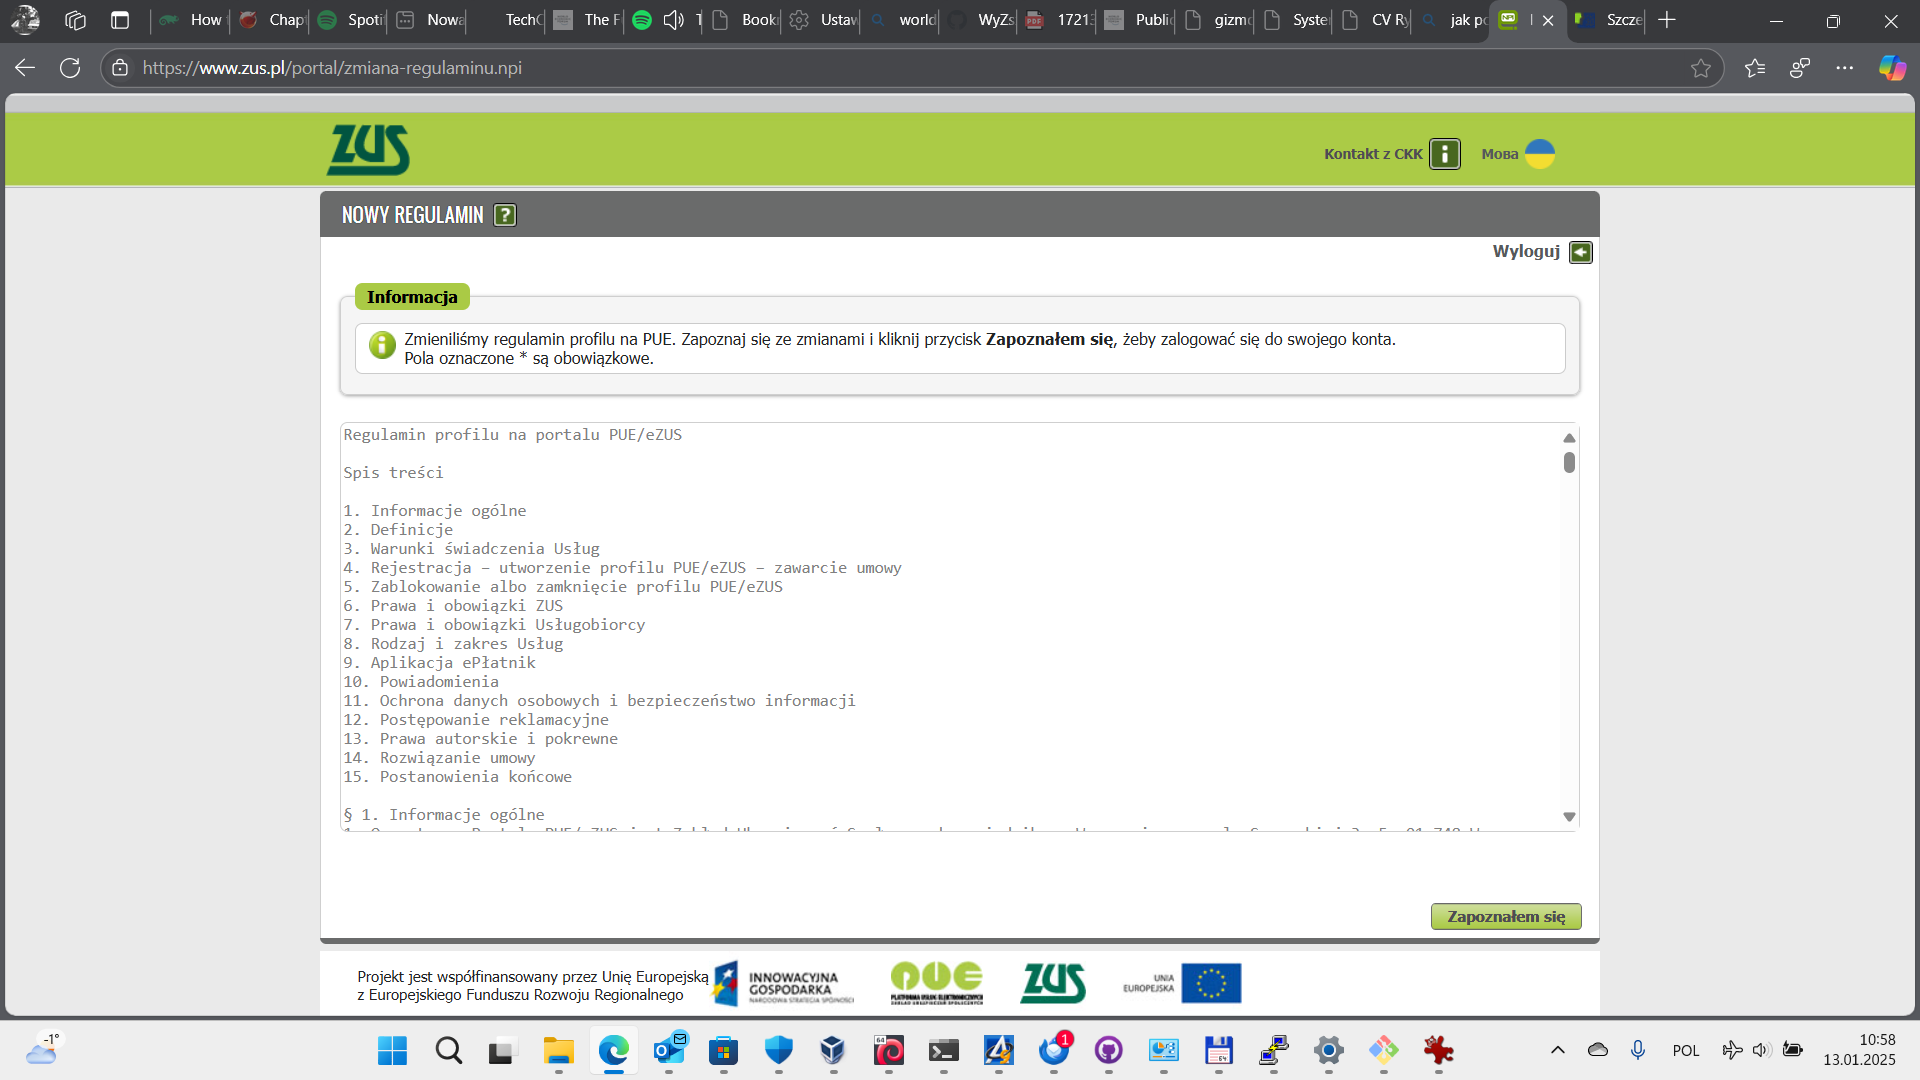 How
Chapt
Spotif
Nowa
TechC
The F
Bookr
Ustaw
world
WyZs
1721
Public
gizmo
Syste
CV Ry
jak po
Szcze
https://www.zus.pl/portal/zmiana-regulaminu.npi
ZUS
Kontakt z CKK
Мова
NOWY REGULAMIN ?
Wyloguj
Informacja
Zmieniliśmy regulamin profilu na PUE. Zapoznaj się ze zmianami i kliknij przycisk Zapoznałem się, żeby zalogować się do swojego konta.
Pola oznaczone * są obowiązkowe.
Regulamin profilu na portalu PUE/eZUS
Spis treści
1. Informacje ogólne
2. Definicje
3. Warunki świadczenia Usług
4. Rejestracja – utworzenie profilu PUE/eZUS – zawarcie umowy
5. Zablokowanie albo zamknięcie profilu PUE/eZUS
6. Prawa i obowiązki ZUS
7. Prawa i obowiązki Usługobiorcy
8. Rodzaj i zakres Usług
9. Aplikacja ePłatnik
10. Powiadomienia
11. Ochrona danych osobowych i bezpieczeństwo informacji
12. Postępowanie reklamacyjne
13. Prawa autorskie i pokrewne
14. Rozwiązanie umowy
15. Postanowienia końcowe
§ 1. Informacje ogólne
Zapoznałem się
Projekt jest współfinansowany przez Unię Europejską
z Europejskiego Funduszu Rozwoju Regionalnego
INNOWACYJNA
GOSPODARKA
NARODOWA STRATEGIA SPÓJNOŚCI
PUE
PLATFORMA USŁUG ELEKTRONICZNYCH
ZUS
UNIA
EUROPEJSKA
-1°
1
POL
10:58
13.01.2025